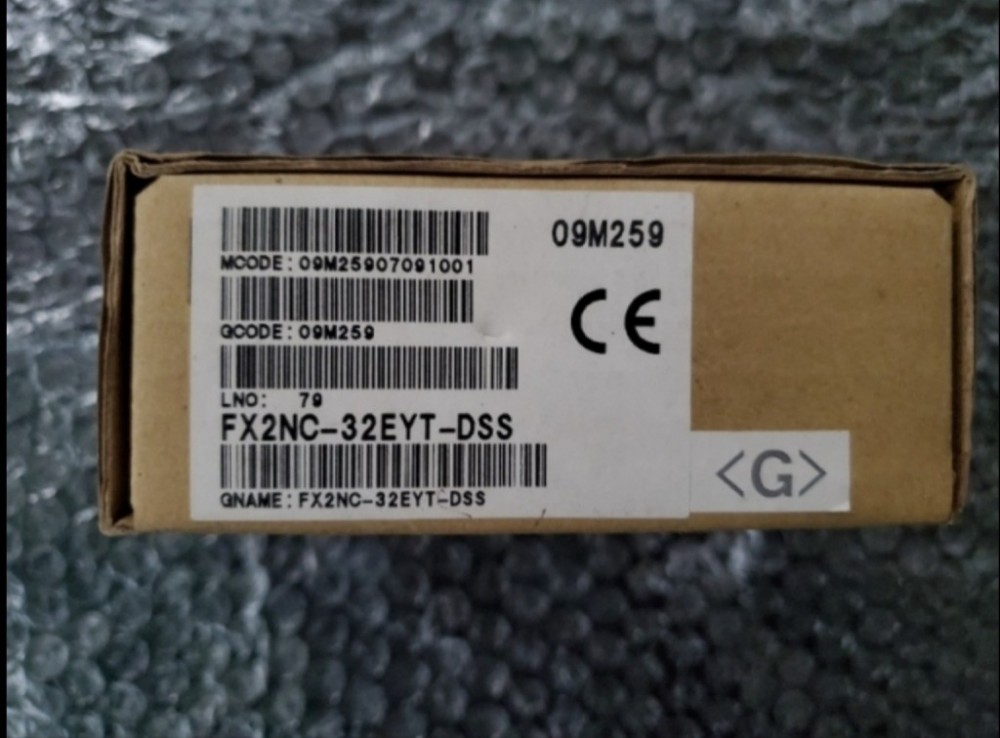 MCODE: 09M25907091001
09M259
QCODE: 09M259
CE
LNO: 79
FX2NC-32EYT-DSS
GNAME: FX2NC-32EYT-DSS
<G>